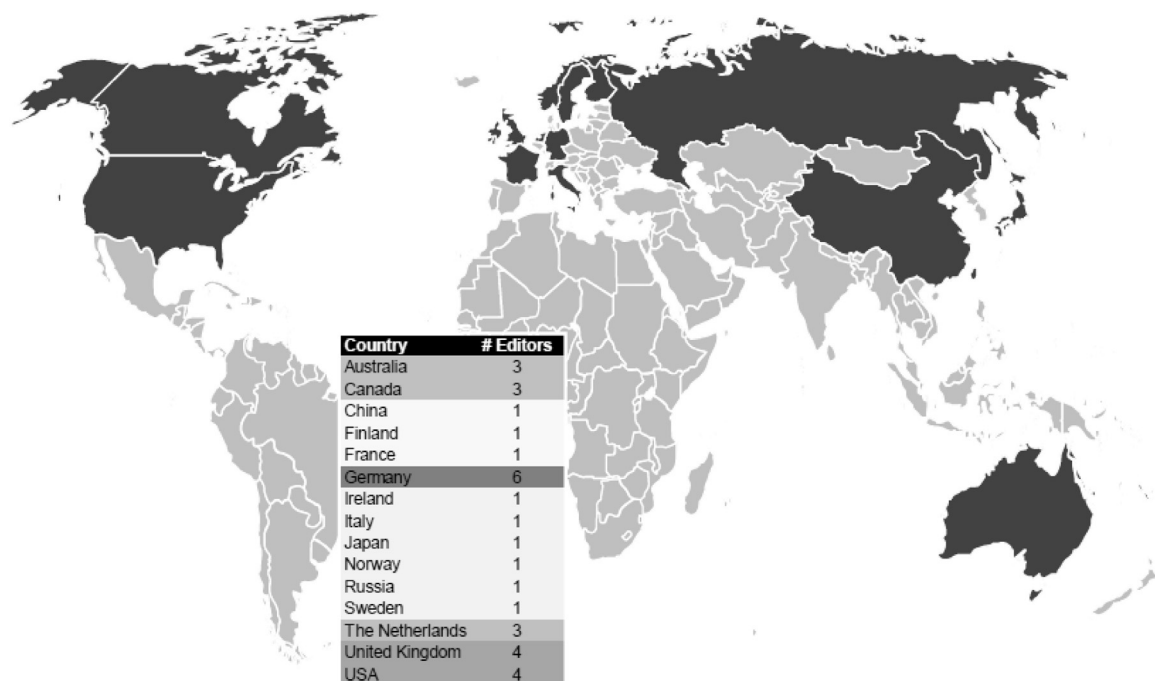 Country # Editors
Australia 3
Canada 3
China 1
Finland 1
France 1
Germany 6
Ireland 1
Italy 1
Japan 1
Norway 1
Russia 1
Sweden 1
The Netherlands 3
United Kingdom 4
USA 4